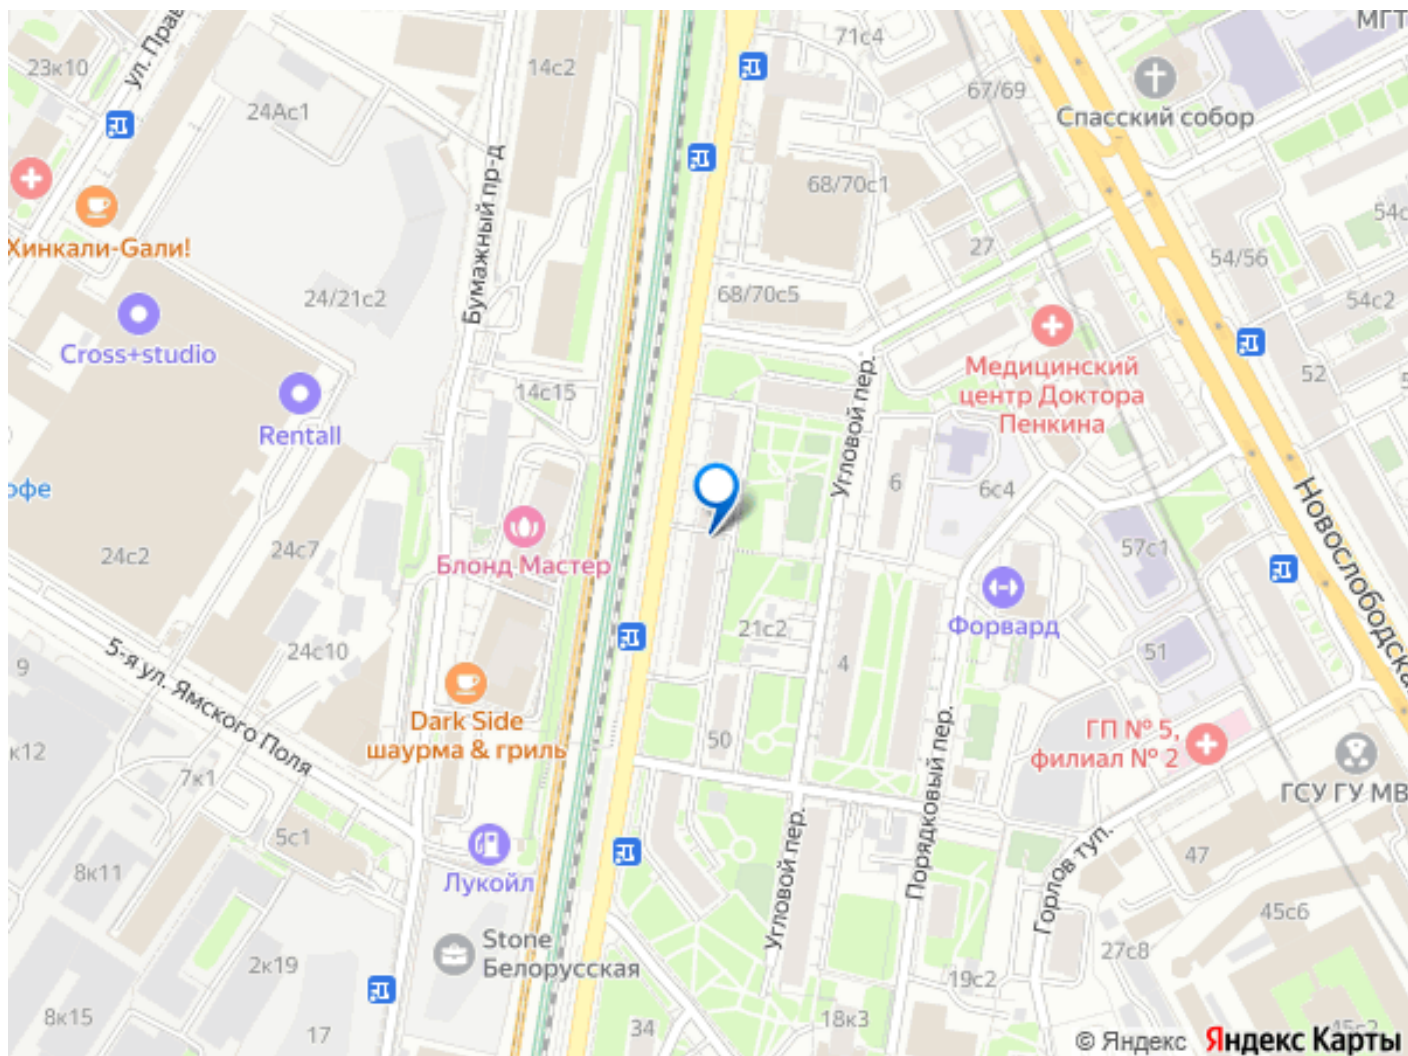 МГТ
71с4
ул. Прав
23к10
14с2
67/69
Спасский собор
24Ас1
68/70с1
54с
27
54/56
Хинкали-Gали!
Бумажный пр-д
24/21с2
68/70с5
54с2
Cross+studio
Медицинский
центр Доктора
Пенкина
52
14с15
Угловой пер.
Rentall
6
6с4
офе
Новослободская
24с2
24с7
Блонд Мастер
57с1
Форвард
21с2
5-я ул. Ямского Поля
24с10
9
4
51
Dark Side
шаурма & гриль
50
ГП № 5,
филиал № 2
к12
7к1
Порядковый пер.
ГСУ ГУ МВ
5с1
Угловой пер.
Горлов туп.
47
8к11
Лукойл
45с6
Stone
Белорусская
27с8
2к19
19с2
8к15
17
34
18к3
45с2
© Яндекс Яндекс Карты